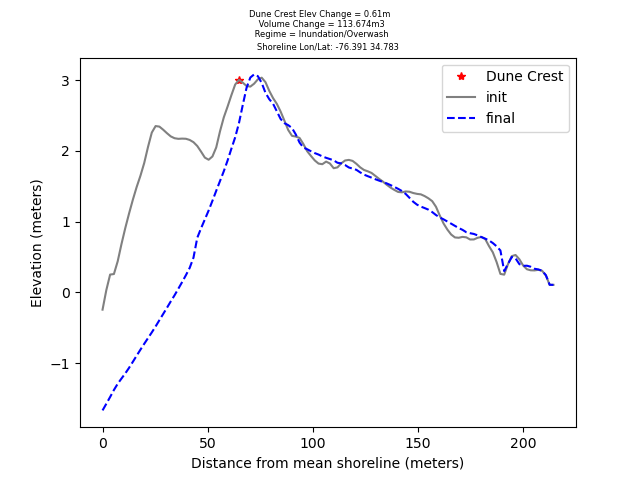 Dune Crest Elev Change = 0.61m
Volume Change = 113.674m3
Regime = Inundation/Overwash
Shoreline Lon/Lat: -76.391 34.783
Dune Crest
init
final
3
2
1
0
−1
Elevation (meters)
0 50 100 150 200
Distance from mean shoreline (meters)